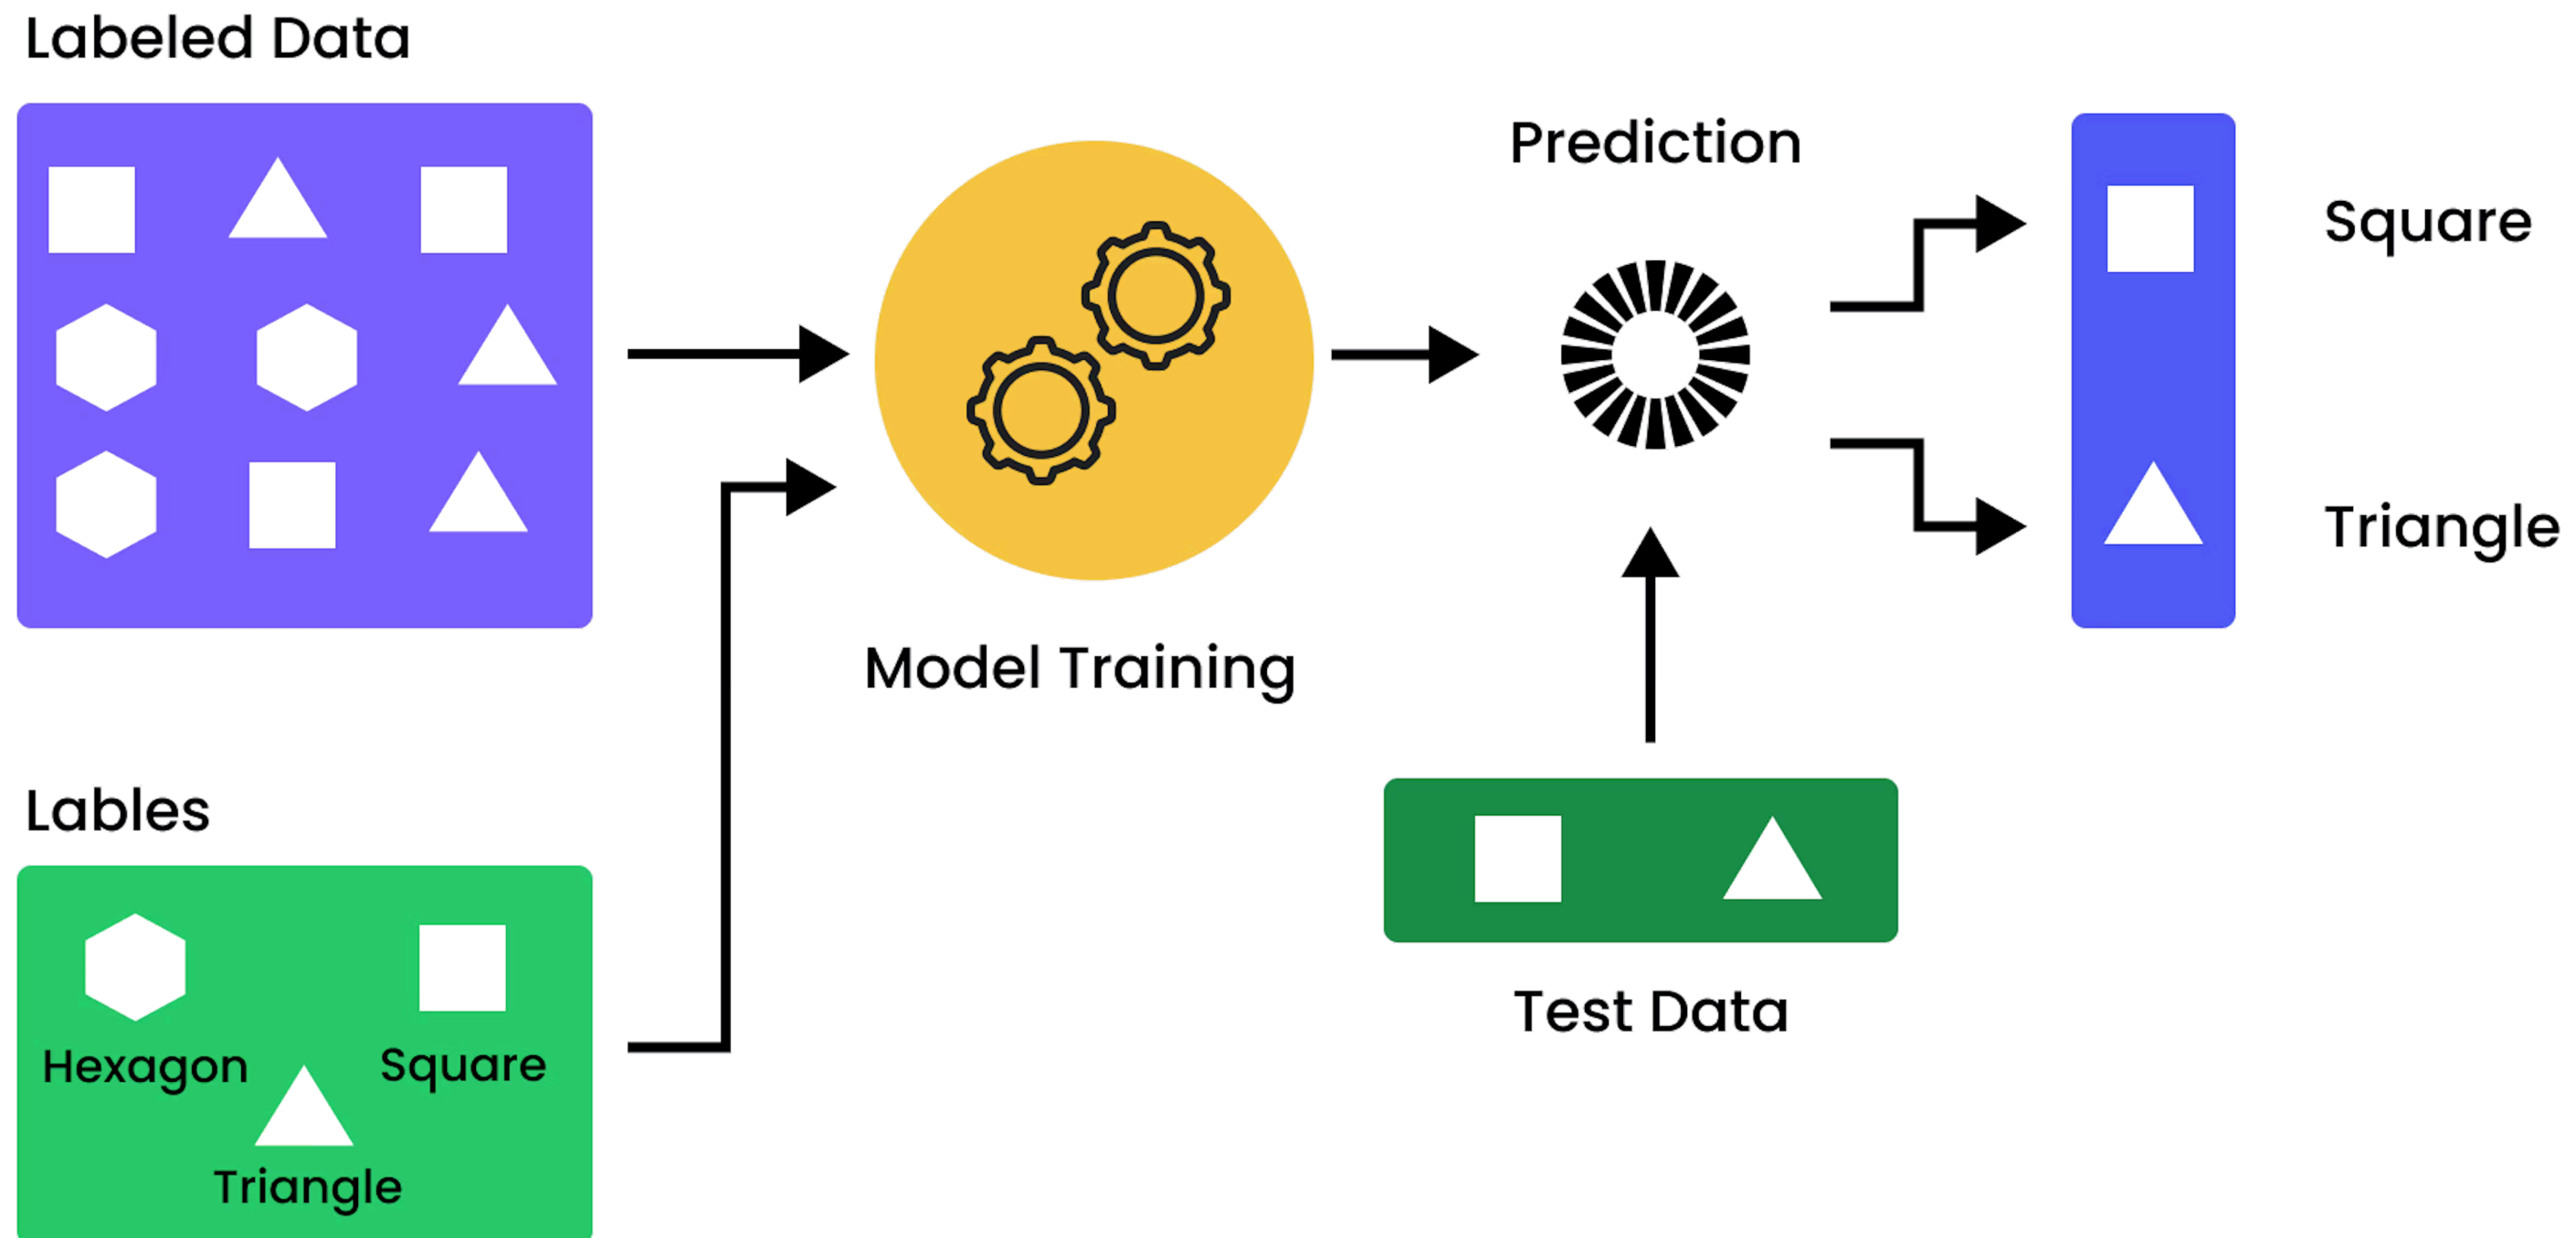 Labeled Data
Prediction
Square
Triangle
Model Training
Lables
Hexagon
Square
Triangle
Test Data